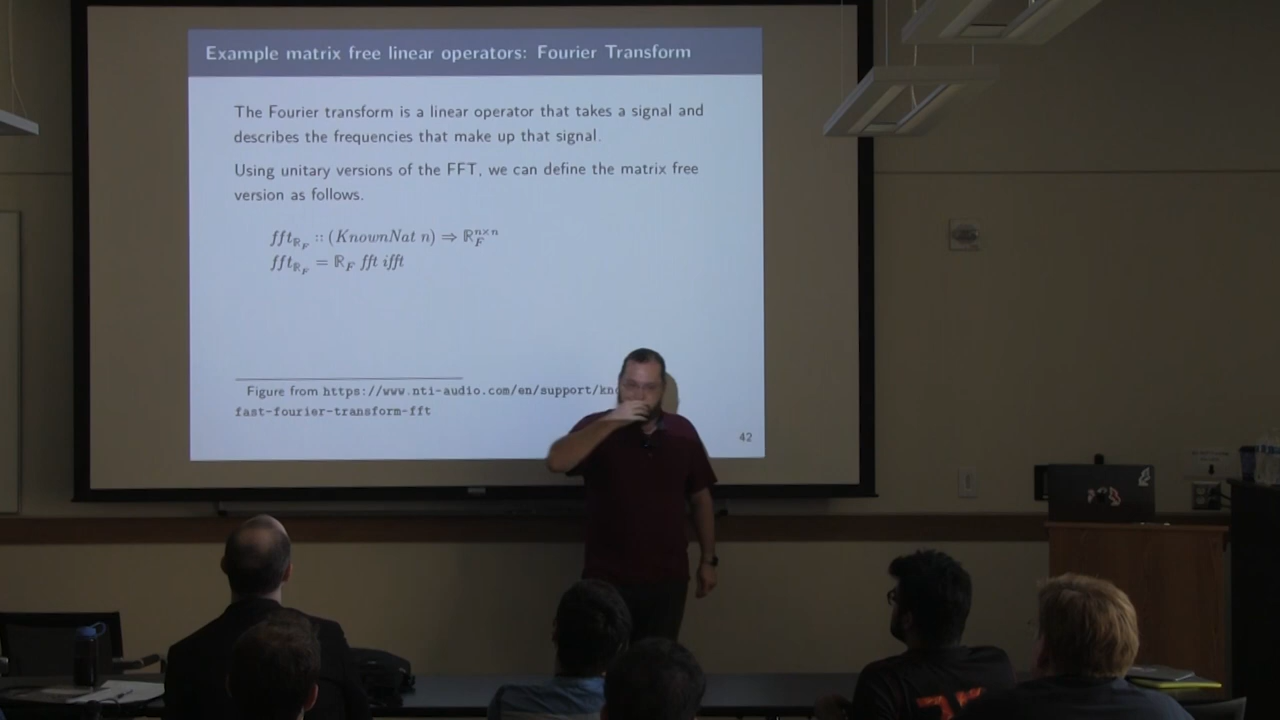 Example matrix free linear operators: Fourier Transform
The Fourier transform is a linear operator that takes a signal and
describes the frequencies that make up that signal.
Using unitary versions of the FFT, we can define the matrix free
version as follows.
fft_{ℝ_F} :: (KnownNat n) ⇒ ℝ_F^{n×n}
fft_{ℝ_F} = ℝ_F fft ifft
Figure from https://www.nti-audio.com/en/support/kn
fast-fourier-transform-fft
42